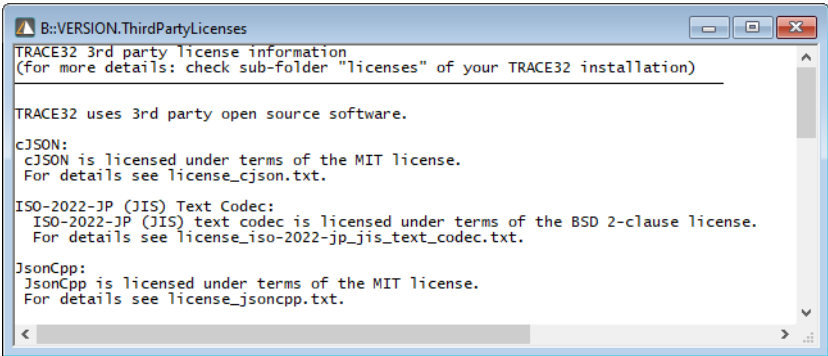 B::VERSION.ThirdPartyLicenses
TRACE32 3rd party license information
(for more details: check sub-folder "licenses" of your TRACE32 installation)
TRACE32 uses 3rd party open source software.
cJSON:
cJSON is licensed under terms of the MIT license.
For details see license_cjson.txt.
ISO-2022-JP (JIS) Text Codec:
ISO-2022-JP (JIS) text codec is licensed under terms of the BSD 2-clause license.
For details see license_iso-2022-jp_jis_text_codec.txt.
JsonCpp:
JsonCpp is licensed under terms of the MIT license.
For details see license_jsoncpp.txt.